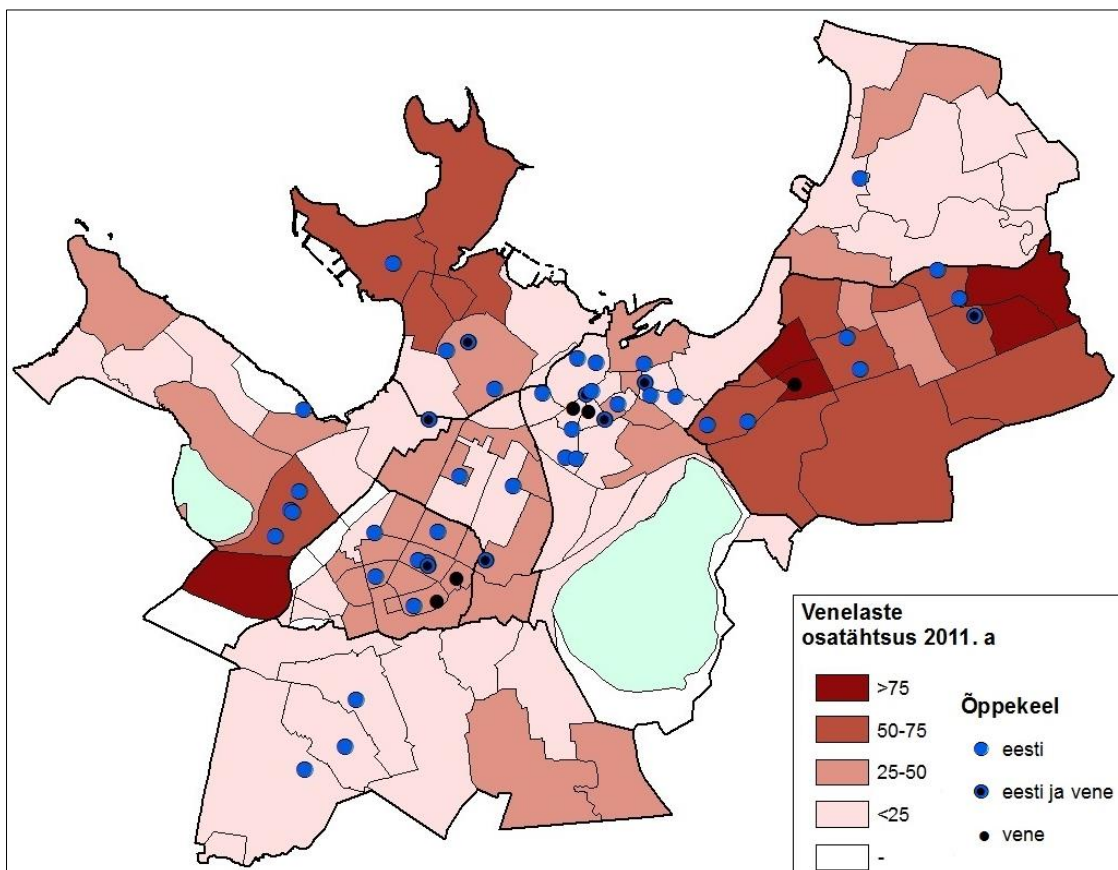 Venelaste
osatähtsus 2011. a
>75
50-75
25-50
<25
-
Õppekeel
eesti
eesti ja vene
vene